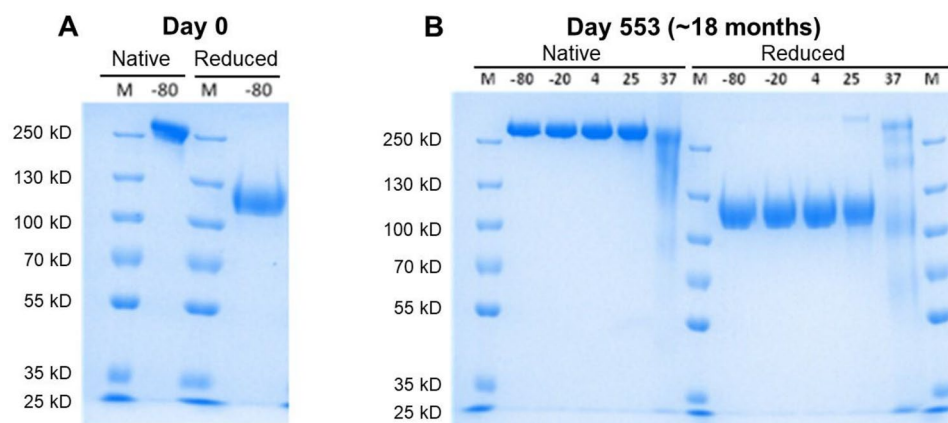 A Day 0
Native Reduced
M -80 M -80
250 kD
130 kD
100 kD
70 kD
55 kD
35 kD
25 kD
B Day 553 (~18 months)
Native Reduced
M -80 -20 4 25 37 M -80 -20 4 25 37 M
250 kD
130 kD
100 kD
70 kD
55 kD
35 kD
25 kD